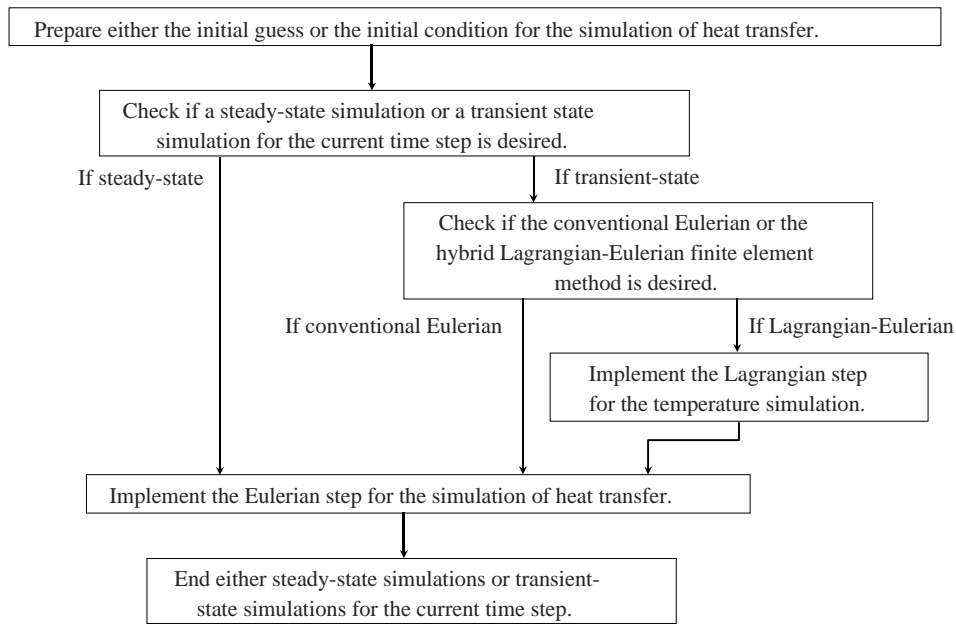 Prepare either the initial guess or the initial condition for the simulation of heat transfer.
Check if a steady-state simulation or a transient state
simulation for the current time step is desired.
If steady-state
If transient-state
Check if the conventional Eulerian or the
hybrid Lagrangian-Eulerian finite element
method is desired.
If conventional Eulerian
If Lagrangian-Eulerian
Implement the Lagrangian step
for the temperature simulation.
Implement the Eulerian step for the simulation of heat transfer.
End either steady-state simulations or transient-
state simulations for the current time step.